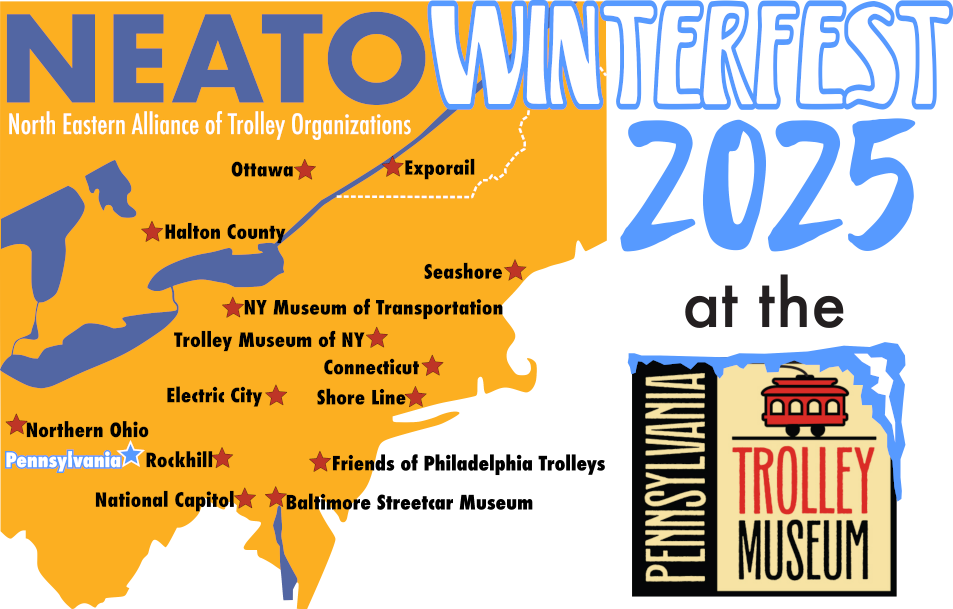 NEATO WINTERFEST
North Eastern Alliance of Trolley Organizations
2025
at the
PENNSYLVANIA
TROLLEY
MUSEUM
Ottawa
Exporail
Halton County
Seashore
NY Museum of Transportation
Trolley Museum of NY
Connecticut
Electric City
Shore Line
Northern Ohio
Pennsylvania
Rockhill
Friends of Philadelphia Trolleys
National Capitol
Baltimore Streetcar Museum